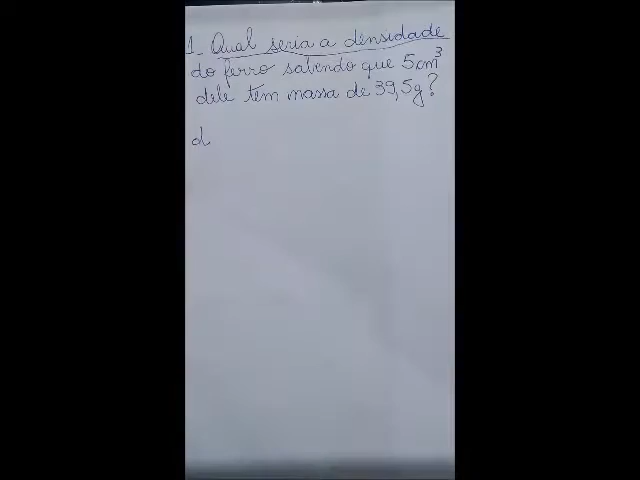 1- Qual seria a densidade
do ferro sabendo que 5cm³
dele tem massa de 39,5g?
d